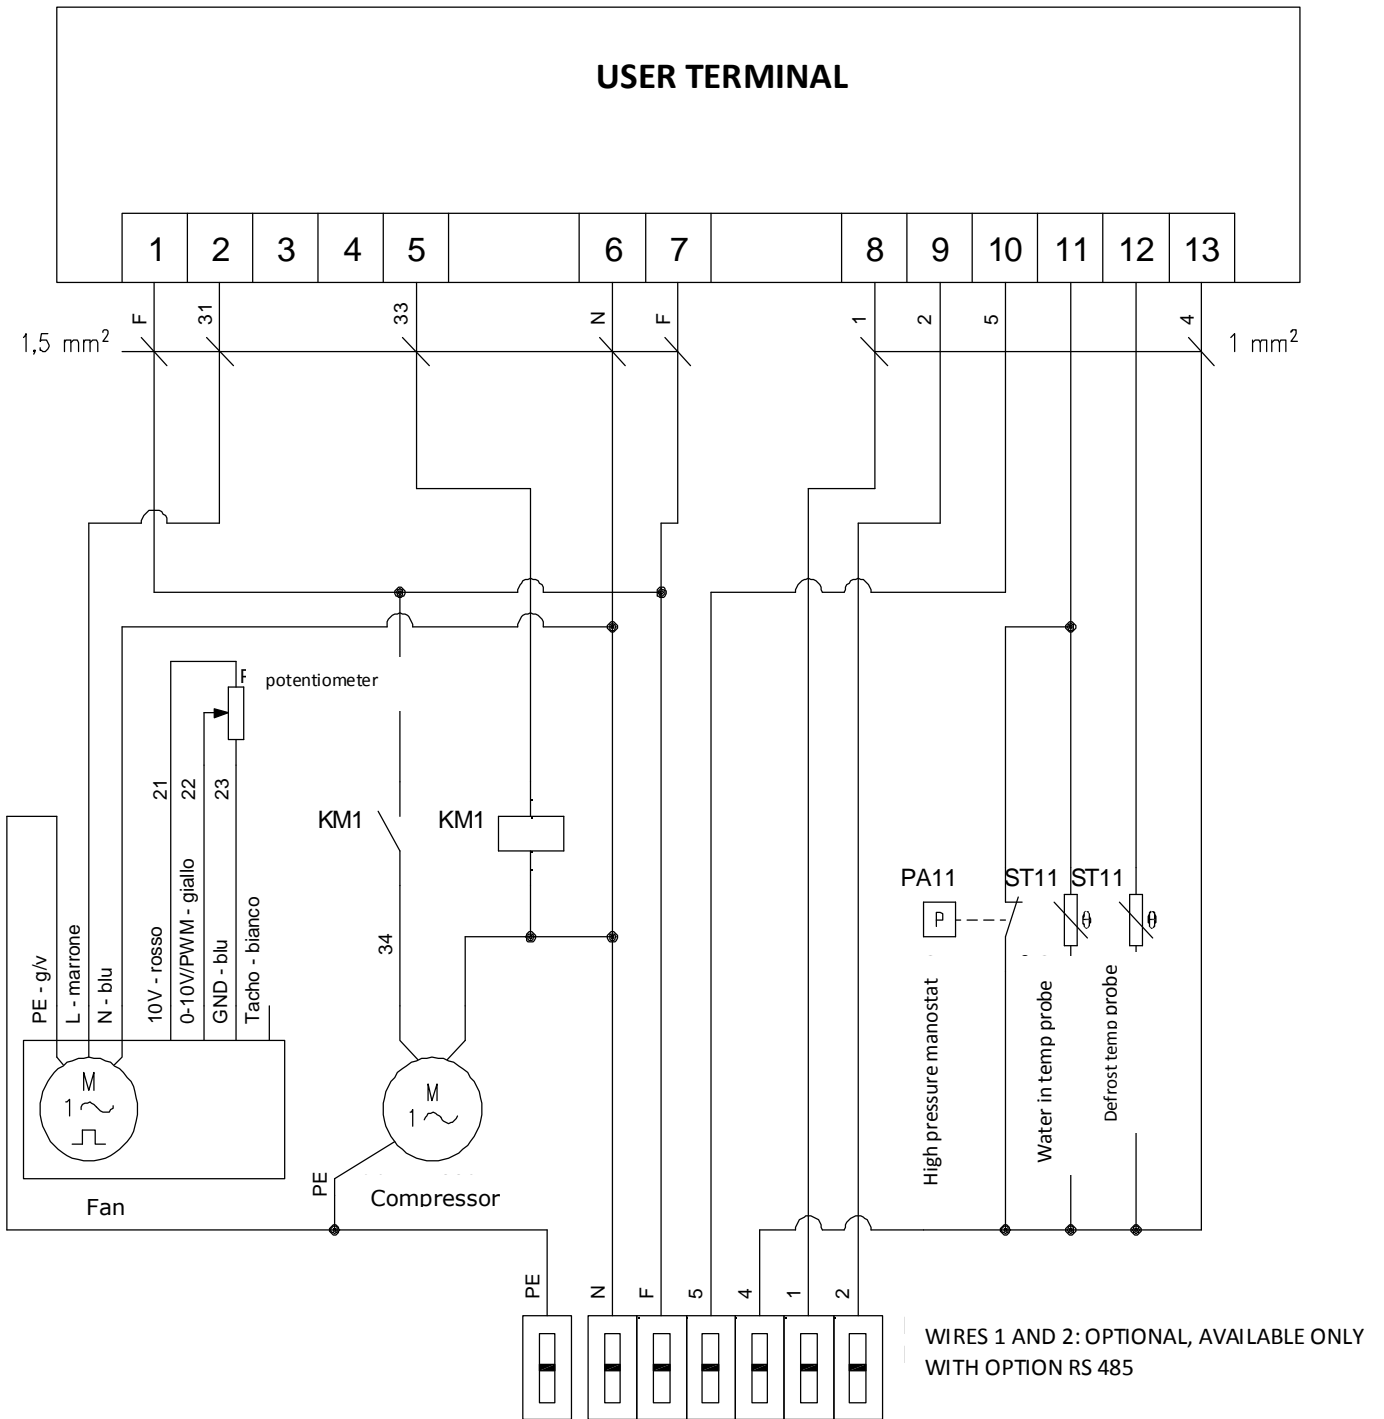 USER TERMINAL
1 2 3 4 5 6 7 8 9 10 11 12 13
F 31 33 N F 1 2 5 4
1,5 mm²
1 mm²
potentiometer
21 22 23
KM1
KM1
PE - g/v
L - marrone
N - blu
10V - rosso
0-10V/PWM - giallo
GND - blu
Tacho - bianco
34
PA11
ST11
ST11
P
θ
θ
High pressure manostat
Water in temp probe
Defrost temp probe
M
1
M
1
Fan
PE
Compressor
PE N F 5 4 1 2
WIRES 1 AND 2: OPTIONAL, AVAILABLE ONLY
WITH OPTION RS 485